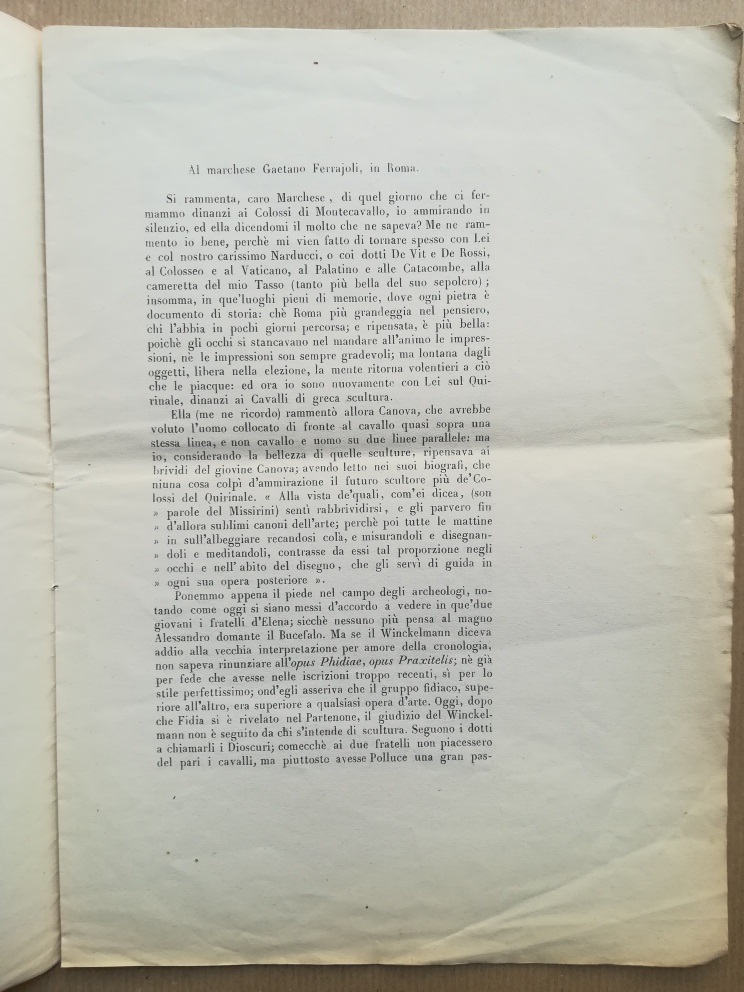 Al marchese Gaetano Ferrajoli, in Roma.
Si rammenta, caro Marchese, di quel giorno che ci fer-
mammo dinanzi ai Colossi di Montecavallo, io ammirando in
silenzio, ed ella dicendomi il molto che ne sapeva? Me ne ram-
mento io bene, perchè mi vien fatto di tornare spesso con Lei
e col nostro carissimo Narducci, o coi dotti De Vit e De Rossi,
al Colosseo e al Vaticano, al Palatino e alle Catacombe, alla
cameretta del mio Tasso (tanto più bella del suo sepolcro);
insomma, in que'luoghi pieni di memorie, dove ogni pietra è
documento di storia: chè Roma più grandeggia nel pensiero,
chi l'abbia in pochi giorni percorsa; e ripensata, è più bella:
poichè gli occhi si stancavano nel mandare all'animo le impres-
sioni, nè le impressioni son sempre gradevoli; ma lontana dagli
oggetti, libera nella elezione, la mente ritorna volentieri a ciò
che le piacque: ed ora io sono nuovamente con Lei sul Qui-
rinale, dinanzi ai Cavalli di greca scultura.
Ella (me ne ricordo) rammentò allora Canova, che avrebbe
voluto l'uomo collocato di fronte al cavallo quasi sopra una
stessa linea, e non cavallo e uomo su due linee parallele: ma
io, considerando la bellezza di quelle sculture, ripensava ai
brividi del giovine Canova; avendo letto nei suoi biografi, che
niuna cosa colpì d'ammirazione il futuro scultore più de'Co-
lossi del Quirinale. « Alla vista de'quali, com'ei dicea, (son
» parole del Missirini) sentì rabbrividirsi, e gli parvero fin
» d'allora sublimi canoni dell'arte; perchè poi tutte le mattine
» in sull'albeggiare recandosi colà, e misurandoli e disegnan-
» doli e meditandoli, contrasse da essi tal proporzione negli
» occhi e nell'abito del disegno, che gli servì di guida in
» ogni sua opera posteriore ».
Ponemmo appena il piede nel campo degli archeologi, no-
tando come oggi si siano messi d'accordo a vedere in que'due
giovani i fratelli d'Elena; sicchè nessuno più pensa al magno
Alessandro domante il Bucefalo. Ma se il Winckelmann diceva
addio alla vecchia interpretazione per amore della cronologia,
non sapeva rinunziare all'opus Phidiae, opus Praxitelis; nè già
per fede che avesse nelle iscrizioni troppo recenti, sì per lo
stile perfettissimo; ond'egli asseriva che il gruppo fidiaco, supe-
riore all'altro, era superiore a qualsiasi opera d'arte. Oggi, dopo
che Fidia si è rivelato nel Partenone, il giudizio del Winckel-
mann non è seguito da chi s'intende di scultura. Seguono i dotti
a chiamarli i Dioscuri; comecchè ai due fratelli non piacessero
del pari i cavalli, ma piuttosto avesse Polluce una gran pas-